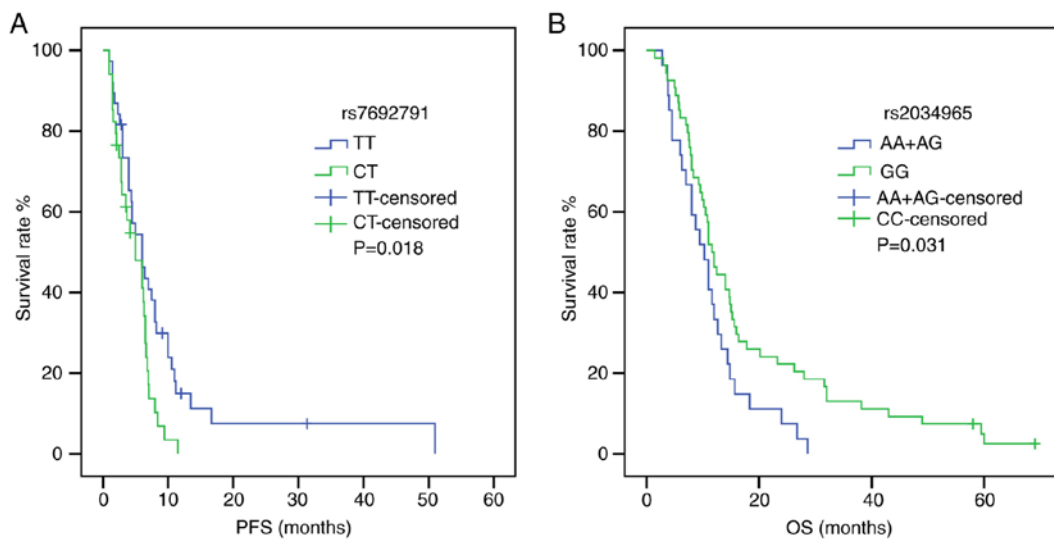 A
100
80
60
40
20
0
Survival rate %
rs7692791
TT
CT
TT-censored
CT-censored
P=0.018
0 10 20 30 40 50 60
PFS (months)
B
100
80
60
40
20
0
Survival rate %
rs2034965
AA+AG
GG
AA+AG-censored
CC-censored
P=0.031
0 20 40 60
OS (months)